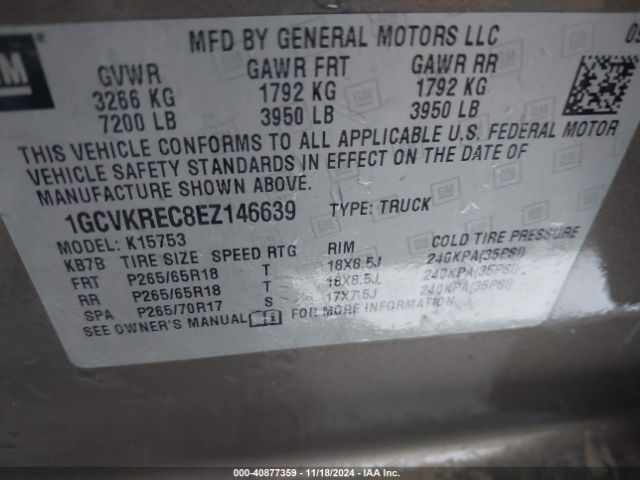 GM
MFD BY GENERAL MOTORS LLC
GVWR GAWR FRT GAWR RR
3266 KG 1792 KG 1792 KG
7200 LB 3950 LB 3950 LB
THIS VEHICLE CONFORMS TO ALL APPLICABLE U.S. FEDERAL MOTOR
VEHICLE SAFETY STANDARDS IN EFFECT ON THE DATE OF
MANUFACTURE SHOWN ABOVE.
1GCVKREC8EZ146639 TYPE: TRUCK
MODEL: K15753
KB7B TIRE SIZE SPEED RTG RIM COLD TIRE PRESSURE
FRT P265/65R18 T 18X8.5J 240KPA(35PSI)
RR P265/65R18 T 18X8.5J 240KPA(35PSI)
SPA P265/70R17 S 17X7.5J 240KPA(35PSI)
SEE OWNER'S MANUAL FOR MORE INFORMATION
000-40877359 - 11/18/2024 - IAAI.COM